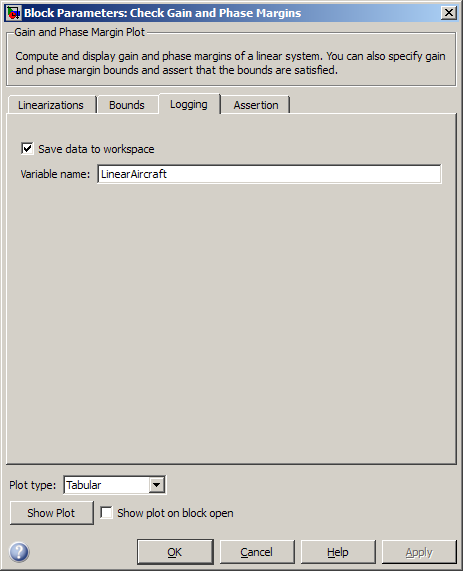 Block Parameters: Check Gain and Phase Margins
Gain and Phase Margin Plot
Compute and display gain and phase margins of a linear system. You can also specify gain
and phase margin bounds and assert that the bounds are satisfied.
Linearizations Bounds Logging Assertion
Save data to workspace
Variable name: LinearAircraft
Plot type: Tabular
Show Plot Show plot on block open
? OK Cancel Help Apply